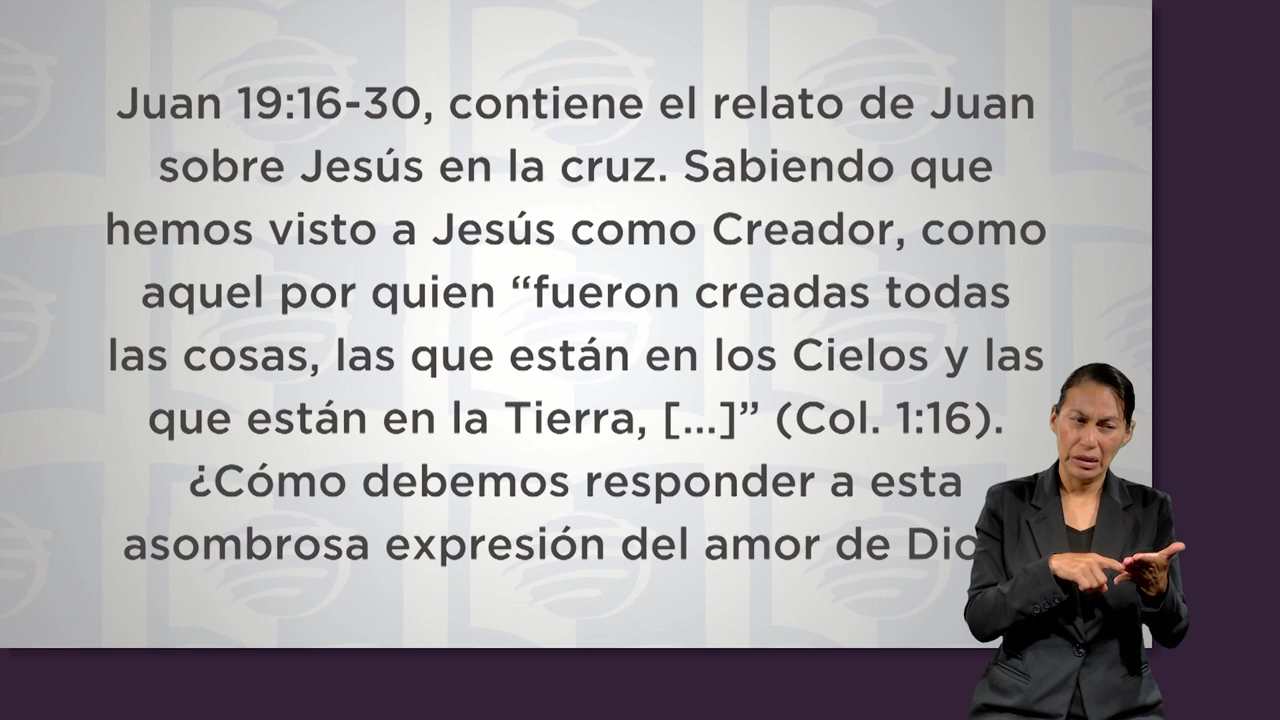 Juan 19:16-30, contiene el relato de Juan
sobre Jesús en la cruz. Sabiendo que
hemos visto a Jesús como Creador, como
aquel por quien “fueron creadas todas
las cosas, las que están en los Cielos y las
que están en la Tierra, [...]” (Col. 1:16).
¿Cómo debemos responder a esta
asombrosa expresión del amor de